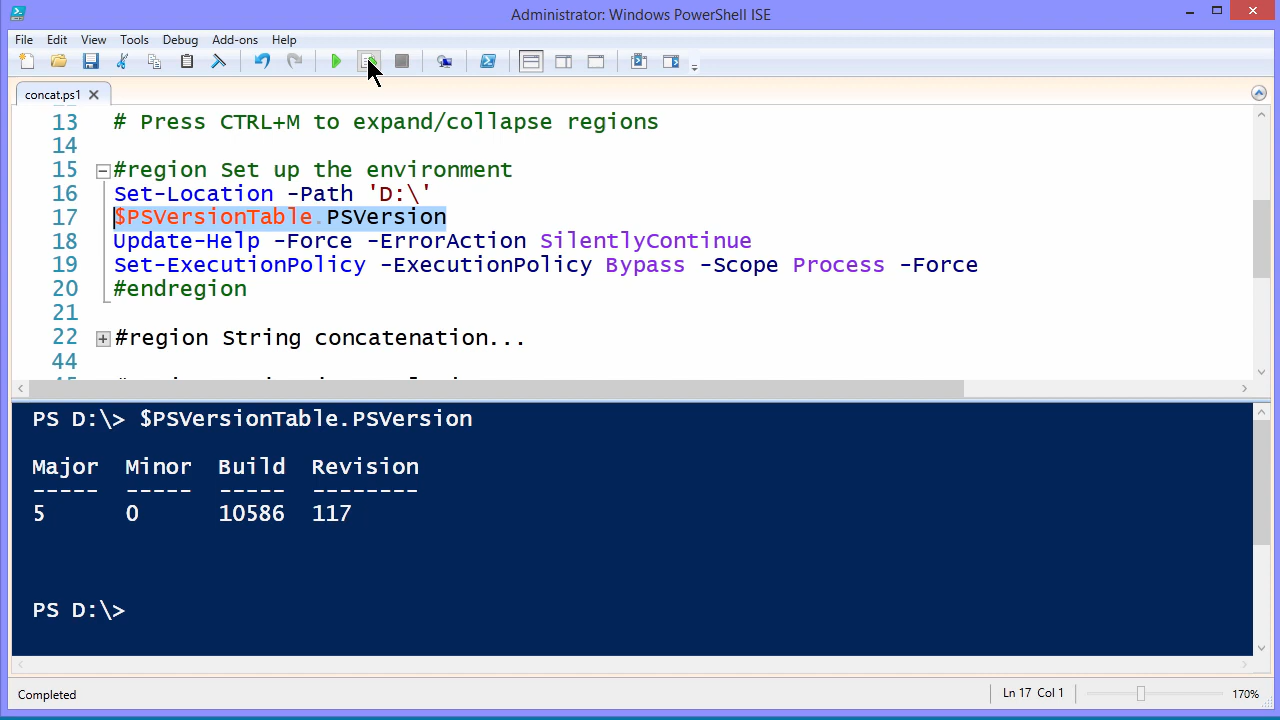 Administrator: Windows PowerShell ISE
File Edit View Tools Debug Add-ons Help
concat.ps1
13 # Press CTRL+M to expand/collapse regions
14
15 #region Set up the environment
16 Set-Location -Path 'D:\'
17 $PSVersionTable.PSVersion
18 Update-Help -Force -ErrorAction SilentlyContinue
19 Set-ExecutionPolicy -ExecutionPolicy Bypass -Scope Process -Force
20 #endregion
21
22 #region String concatenation...
44
PS D:\> $PSVersionTable.PSVersion
Major Minor Build Revision
----- ----- ----- --------
5 0 10586 117
PS D:\>
Completed
Ln 17 Col 1
170%